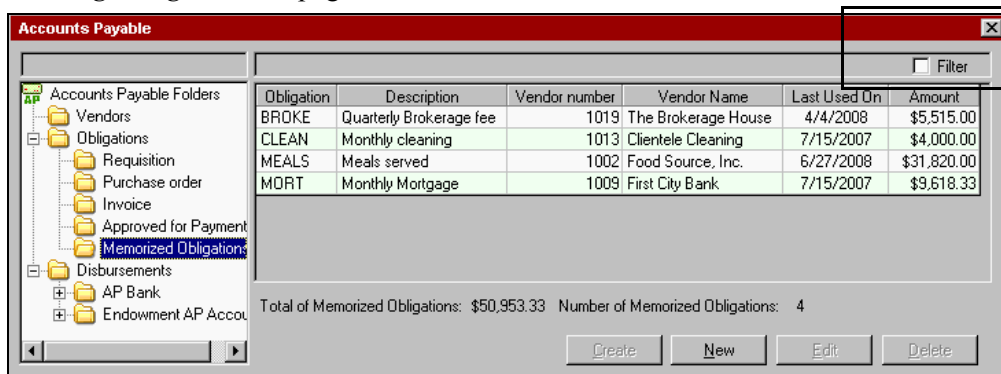 Accounts Payable
Filter
Accounts Payable Folders
Vendors
Obligations
Requisition
Purchase order
Invoice
Approved for Payment
Memorized Obligations
Disbursements
AP Bank
Endowment AP Accou
Obligation Description Vendor number Vendor Name Last Used On Amount
BROKE Quarterly Brokerage fee 1019 The Brokerage House 4/4/2008 $5,515.00
CLEAN Monthly cleaning 1013 Clientele Cleaning 7/15/2007 $4,000.00
MEALS Meals served 1002 Food Source, Inc. 6/27/2008 $31,820.00
MORT Monthly Mortgage 1009 First City Bank 7/15/2007 $9,618.33
Total of Memorized Obligations: $50,953.33 Number of Memorized Obligations: 4
Create New Edit Delete